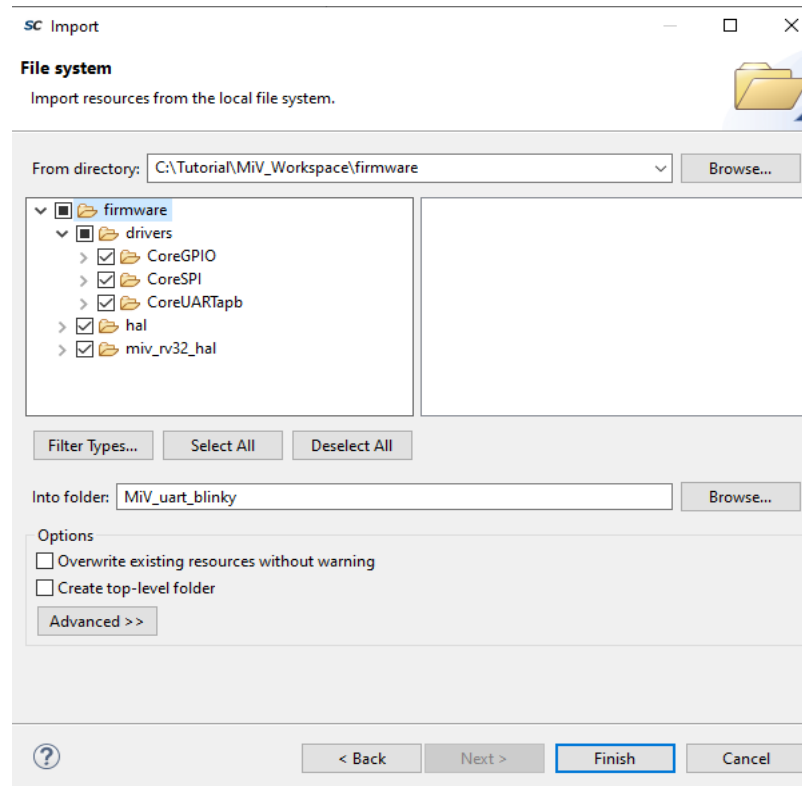 SC Import
File system
Import resources from the local file system.
From directory: C:\Tutorial\MiV_Workspace\firmware Browse...
firmware
drivers
CoreGPIO
CoreSPI
CoreUARTapb
hal
miv_rv32_hal
Filter Types... Select All Deselect All
Into folder: MiV_uart_blinky Browse...
Options
Overwrite existing resources without warning
Create top-level folder
Advanced >>
? < Back Next > Finish Cancel